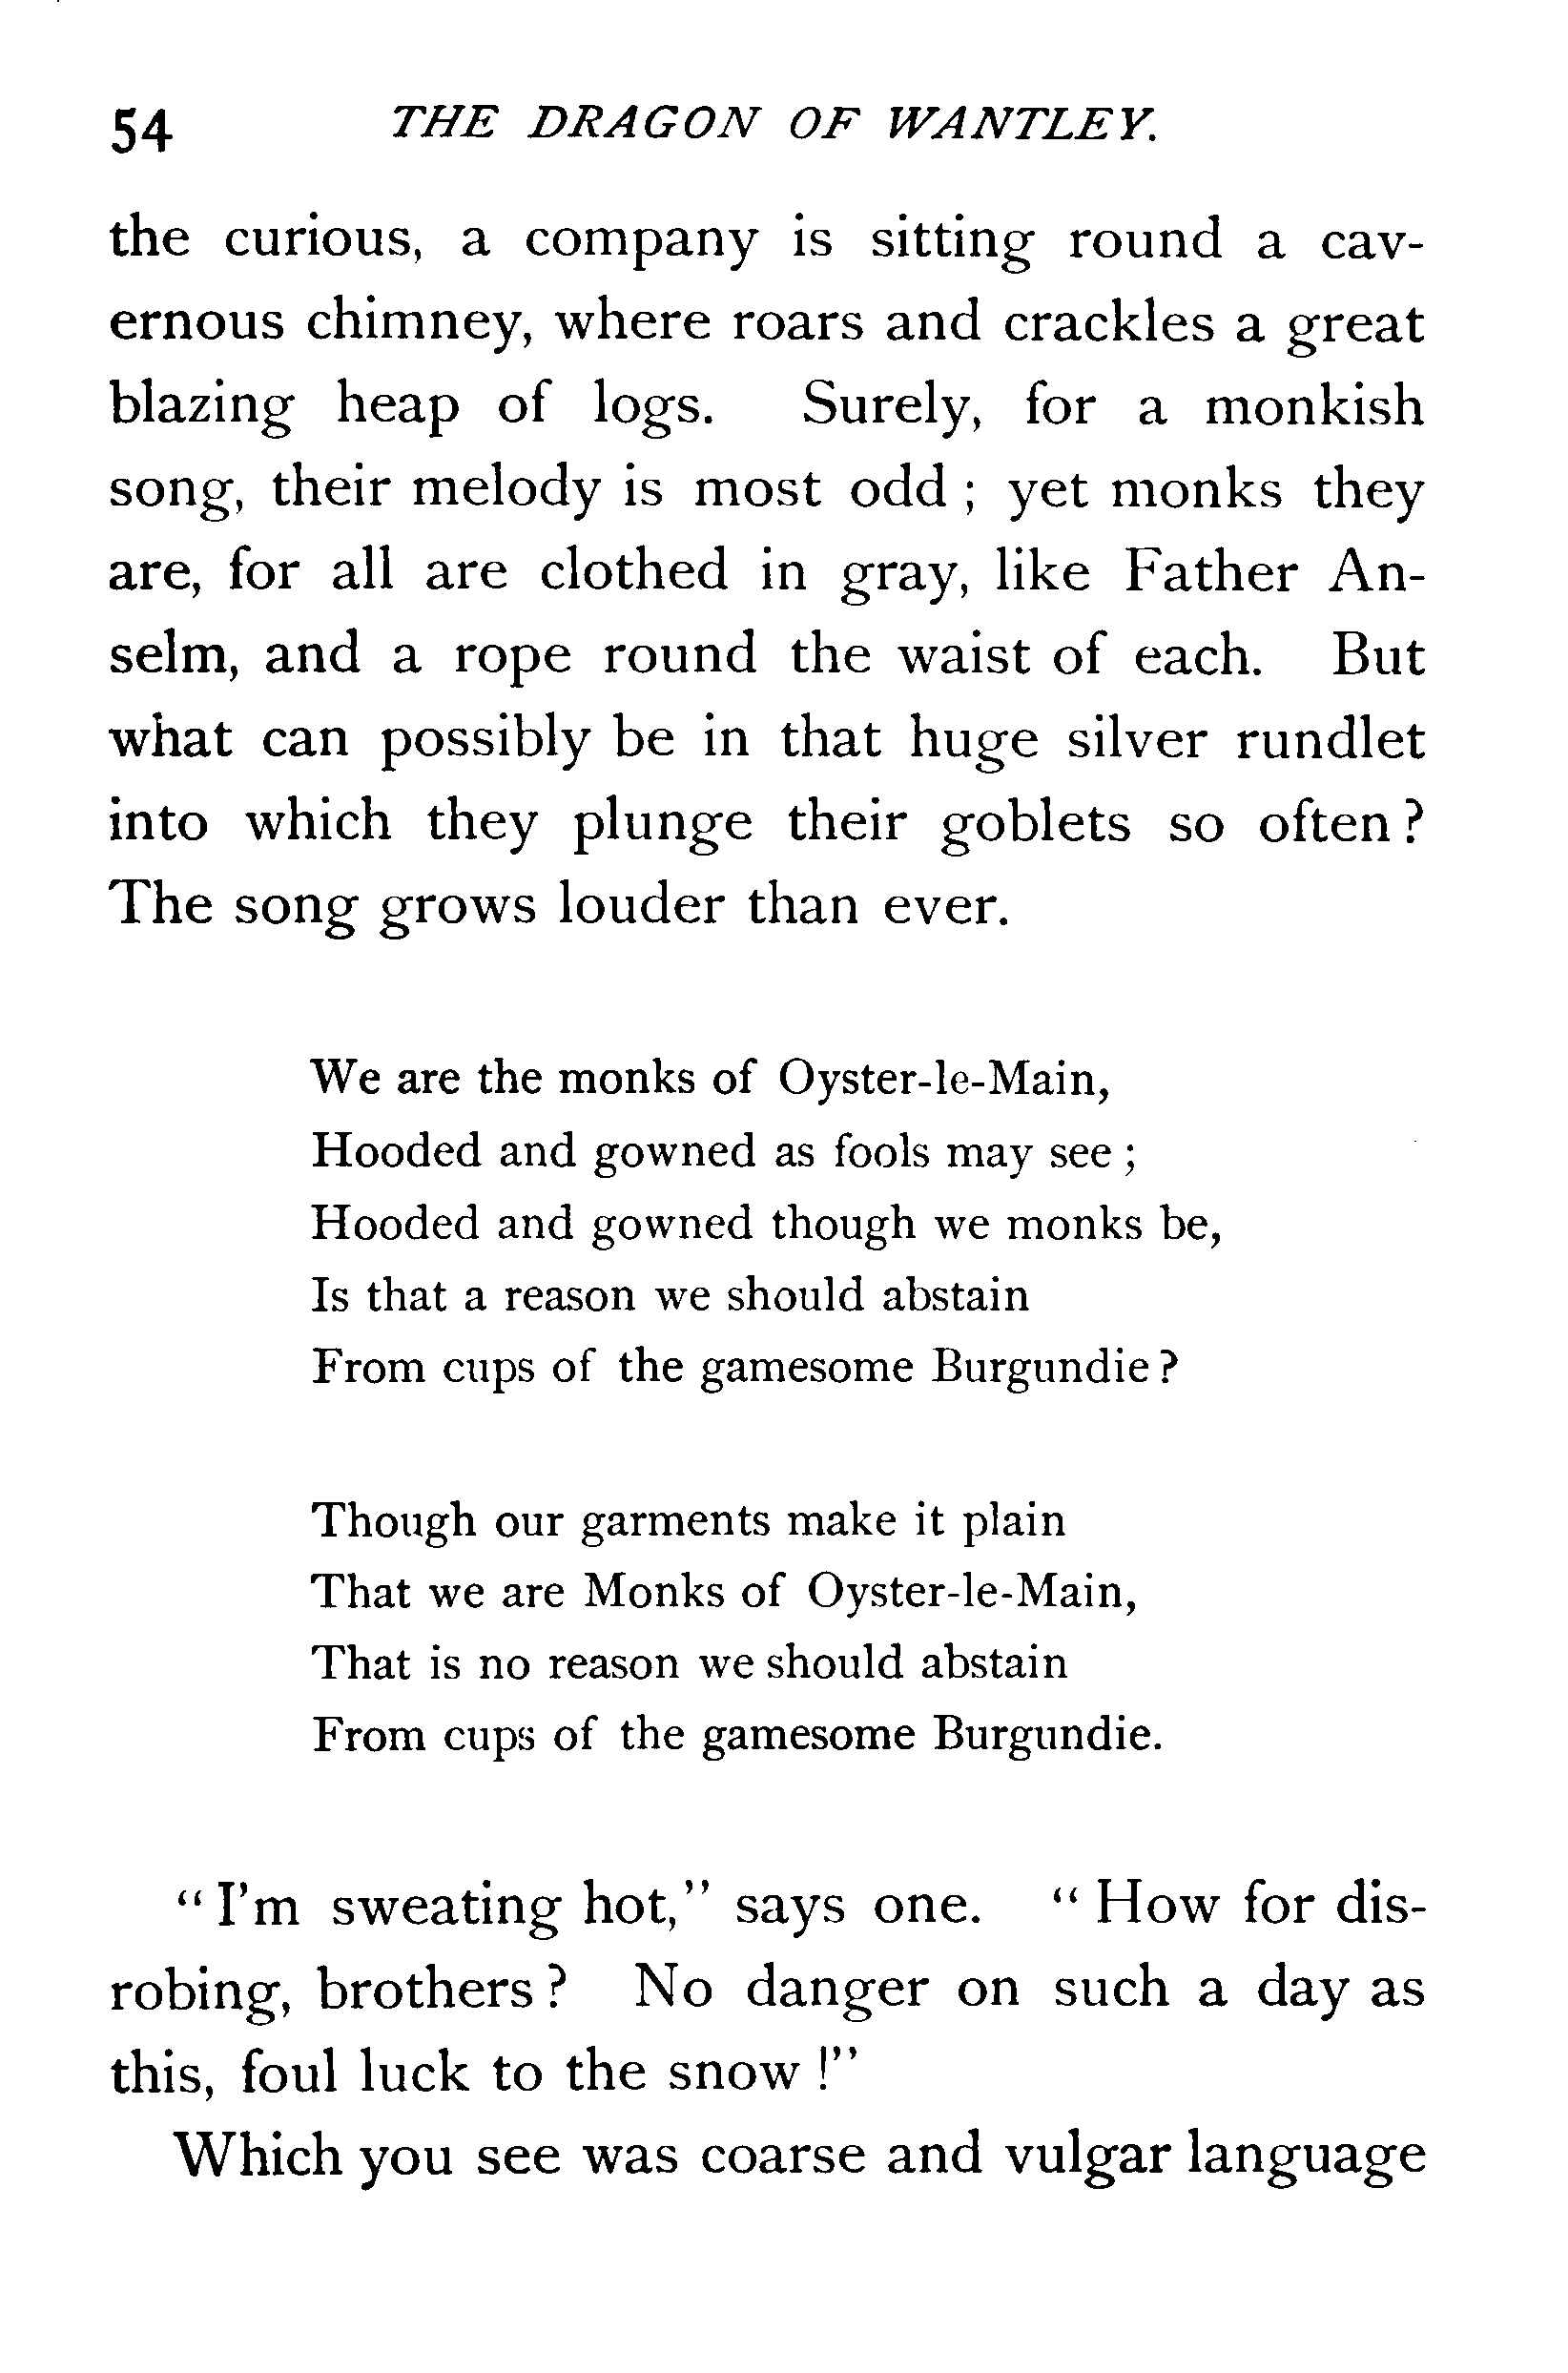 54 THE DRAGON OF WANTLEY.
the curious, a company is sitting round a cav-
ernous chimney, where roars and crackles a great
blazing heap of logs. Surely, for a monkish
song, their melody is most odd ; yet monks they
are, for all are clothed in gray, like Father An-
selm, and a rope round the waist of each. But
what can possibly be in that huge silver rundlet
into which they plunge their goblets so often ?
The song grows louder than ever.
We are the monks of Oyster-le-Main,
Hooded and gowned as fools may see ;
Hooded and gowned though we monks be,
Is that a reason we should abstain
From cups of the gamesome Burgundie ?
Though our garments make it plain
That we are Monks of Oyster-le-Main,
That is no reason we should abstain
From cups of the gamesome Burgundie.
“ I’m sweating hot,” says one. “ How for dis-
robing, brothers ? No danger on such a day as
this, foul luck to the snow !”
Which you see was coarse and vulgar language